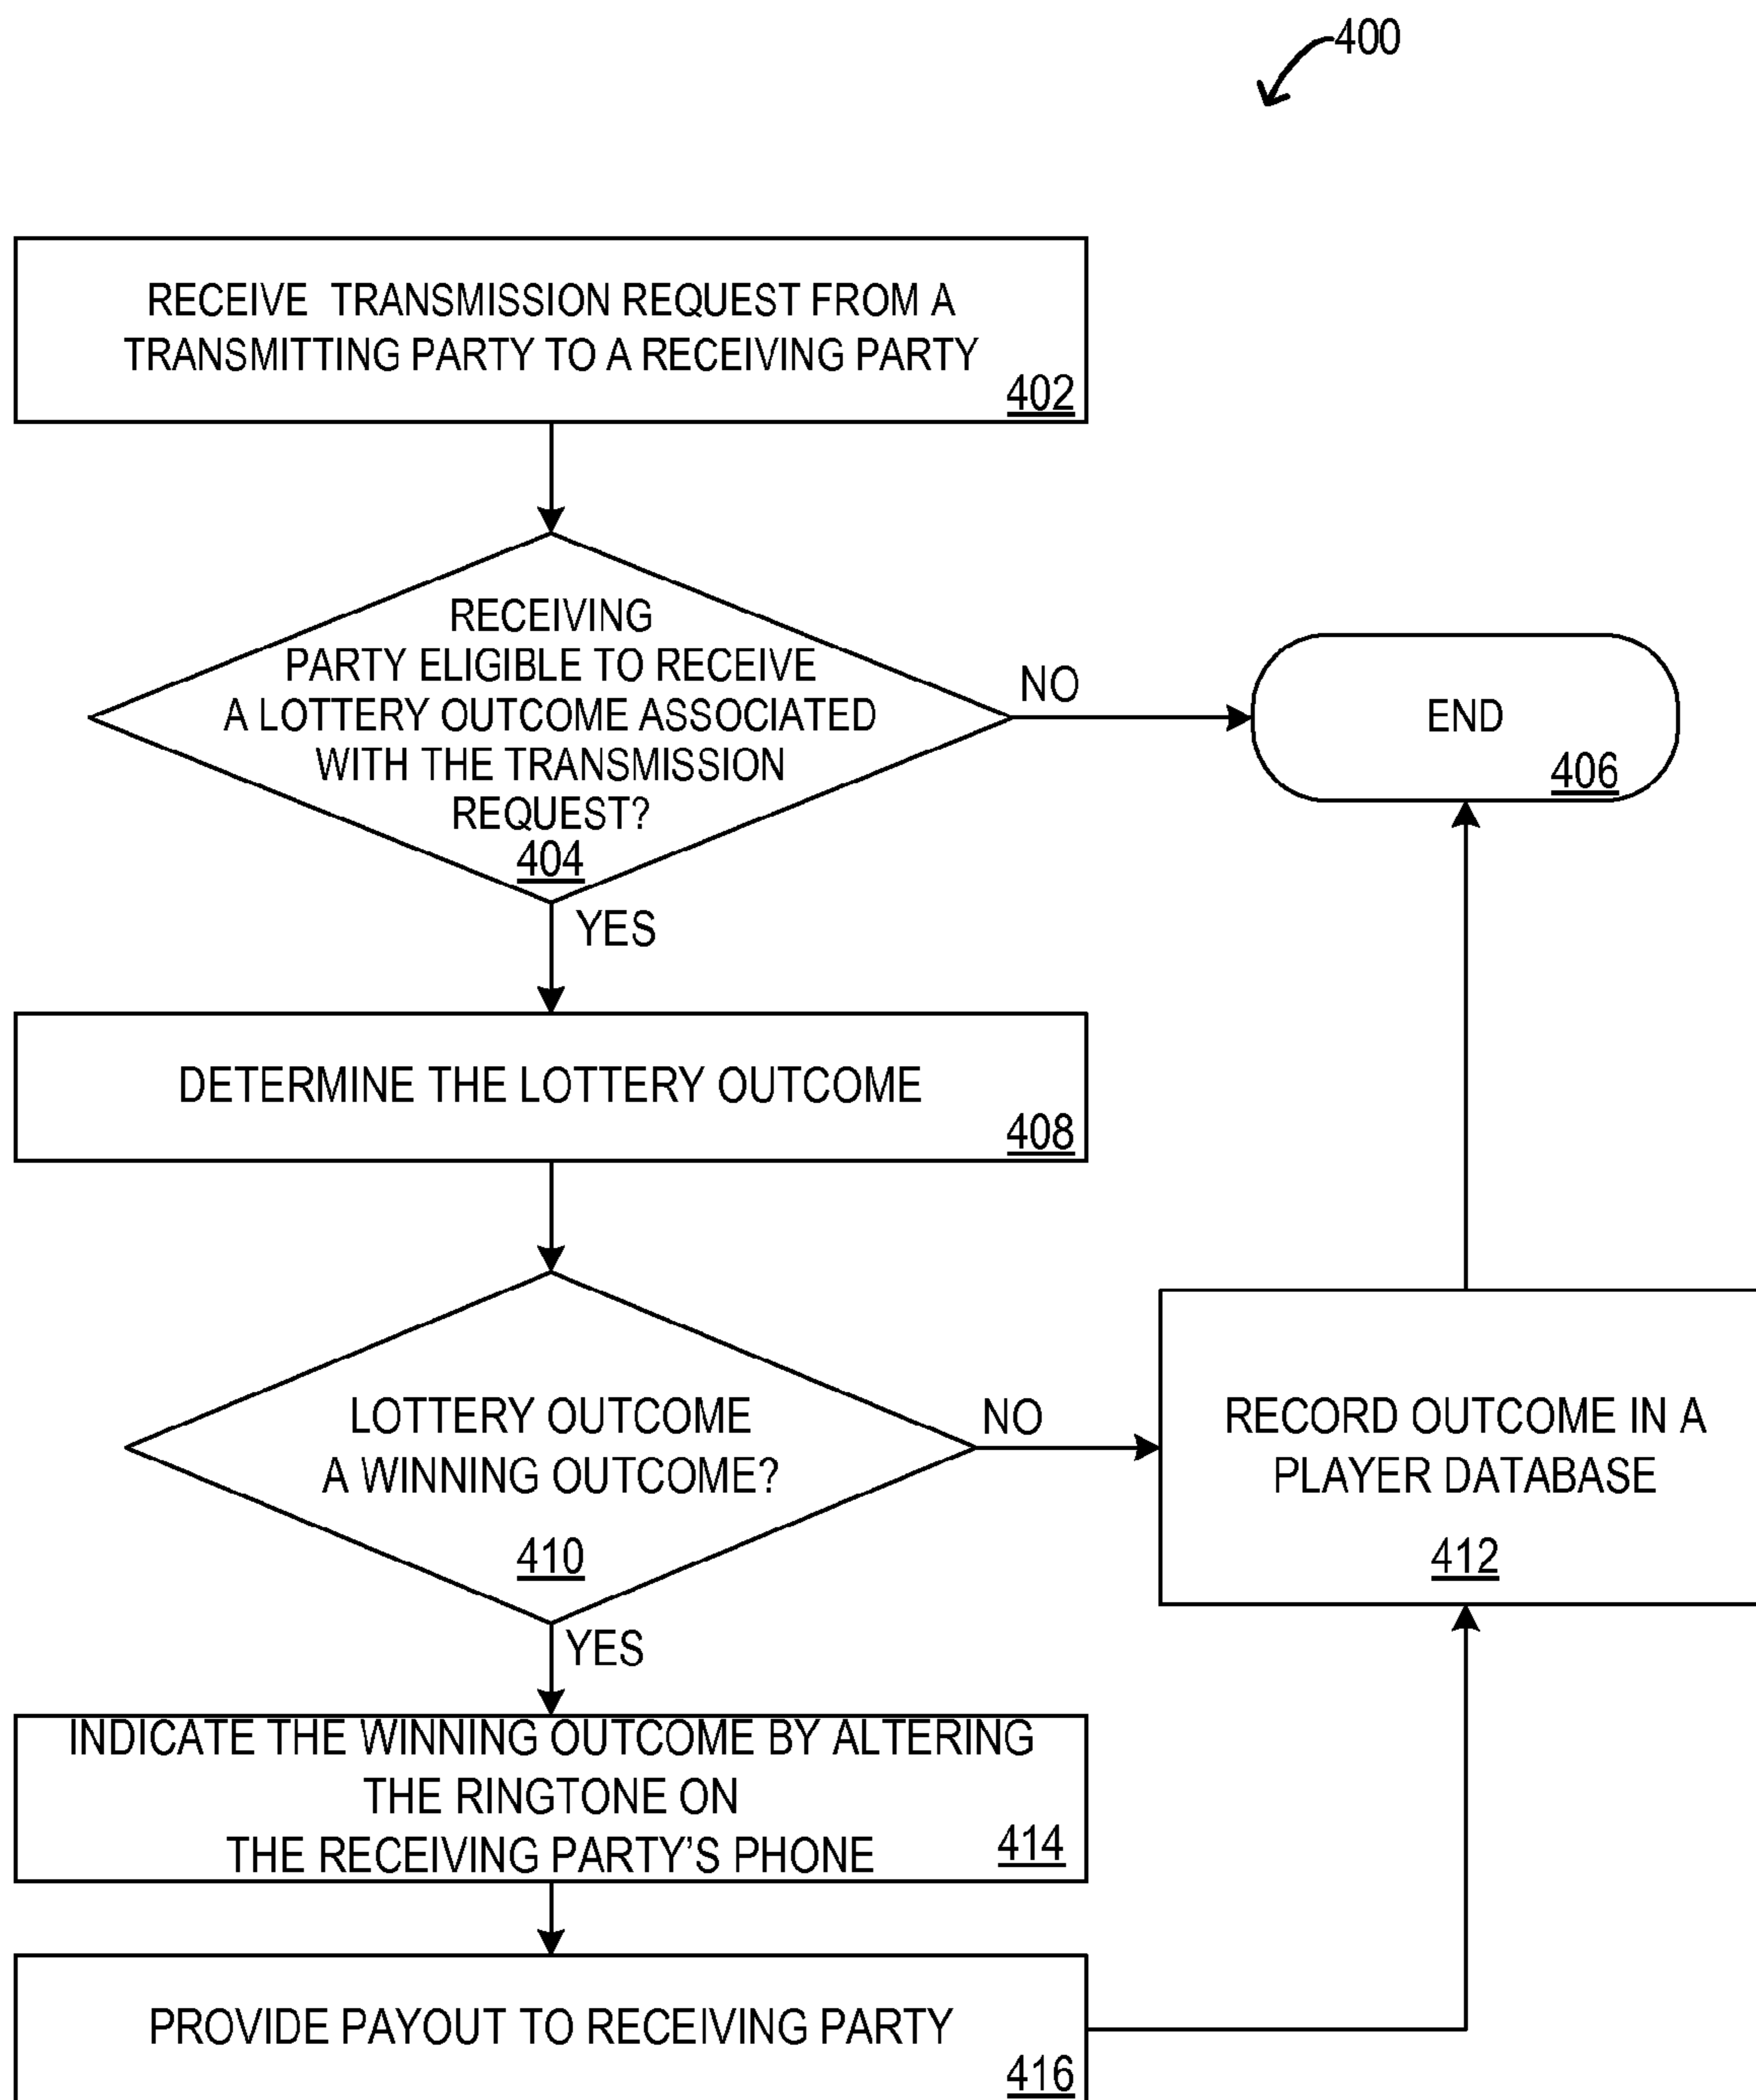 400
RECEIVE TRANSMISSION REQUEST FROM A
TRANSMITTING PARTY TO A RECEIVING PARTY
402
RECEIVING
PARTY ELIGIBLE TO RECEIVE
A LOTTERY OUTCOME ASSOCIATED
WITH THE TRANSMISSION
REQUEST?
404
NO
END
406
YES
DETERMINE THE LOTTERY OUTCOME
408
LOTTERY OUTCOME
A WINNING OUTCOME?
410
NO
RECORD OUTCOME IN A
PLAYER DATABASE
412
YES
INDICATE THE WINNING OUTCOME BY ALTERING
THE RINGTONE ON
THE RECEIVING PARTY'S PHONE
414
PROVIDE PAYOUT TO RECEIVING PARTY
416